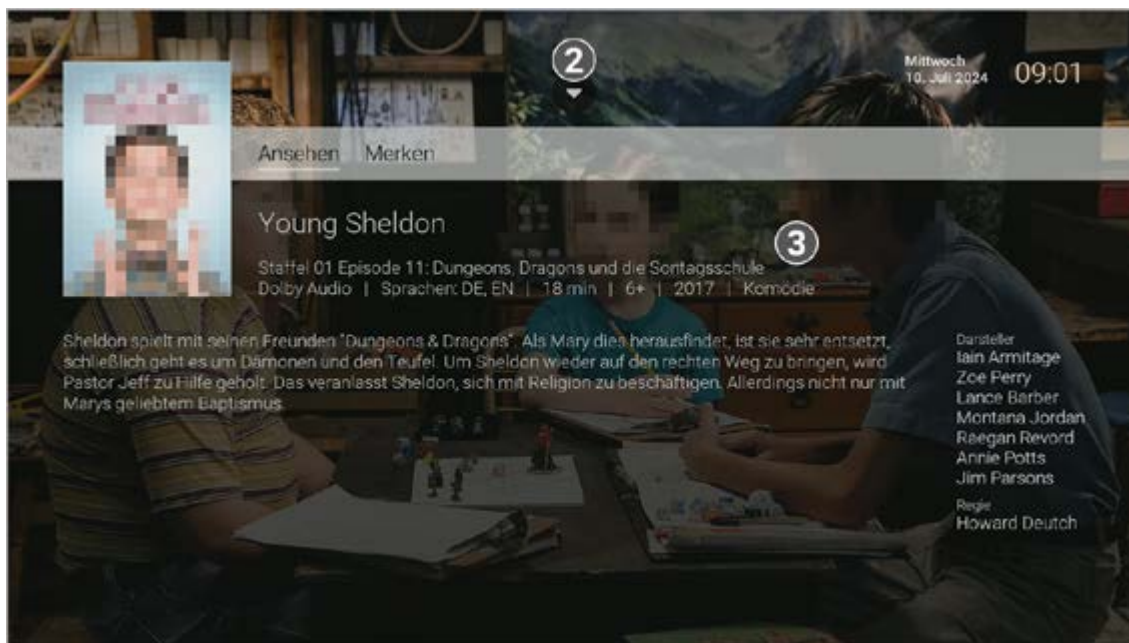 2
Mittwoch
10. Juli 2024
09:01
Ansehen Merken
Young Sheldon
3
Staffel 01 Episode 11: Dungeons, Dragons und die Sontagsschule
Dolby Audio | Sprachen: DE, EN | 18 min | 6+ | 2017 | Komödie
Sheldon spielt mit seinen Freunden "Dungeons & Dragons". Als Mary dies herausfindet, ist sie sehr entsetzt,
schließlich geht es um Dämonen und den Teufel. Um Sheldon wieder auf den rechten Weg zu bringen, wird
Pastor Jeff zu Hilfe geholt. Das veranlasst Sheldon, sich mit Religion zu beschäftigen. Allerdings nicht nur mit
Marys geliebtem Baptismus.
Darsteller
Iain Armitage
Zoe Perry
Lance Barber
Montana Jordan
Raegan Revord
Annie Potts
Jim Parsons
Regie
Howard Deutch